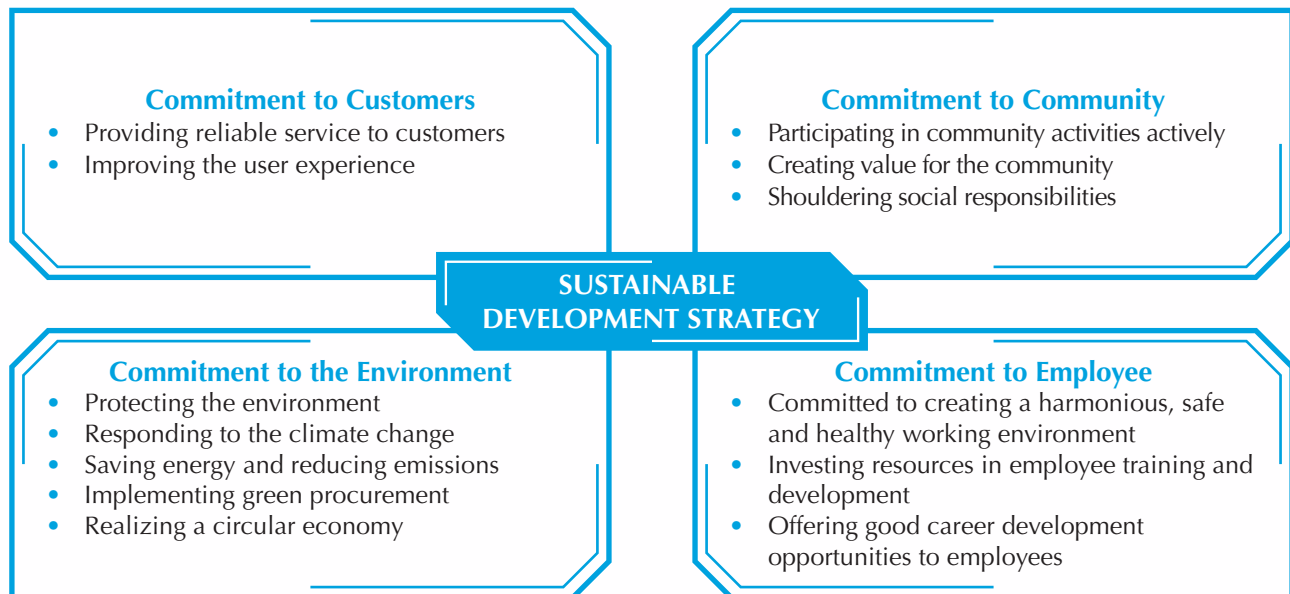 Commitment to Customers
• Providing reliable service to customers
• Improving the user experience
Commitment to Community
• Participating in community activities actively
• Creating value for the community
• Shouldering social responsibilities
SUSTAINABLE
DEVELOPMENT STRATEGY
Commitment to the Environment
• Protecting the environment
• Responding to the climate change
• Saving energy and reducing emissions
• Implementing green procurement
• Realizing a circular economy
Commitment to Employee
• Committed to creating a harmonious, safe
and healthy working environment
• Investing resources in employee training and
development
• Offering good career development
opportunities to employees